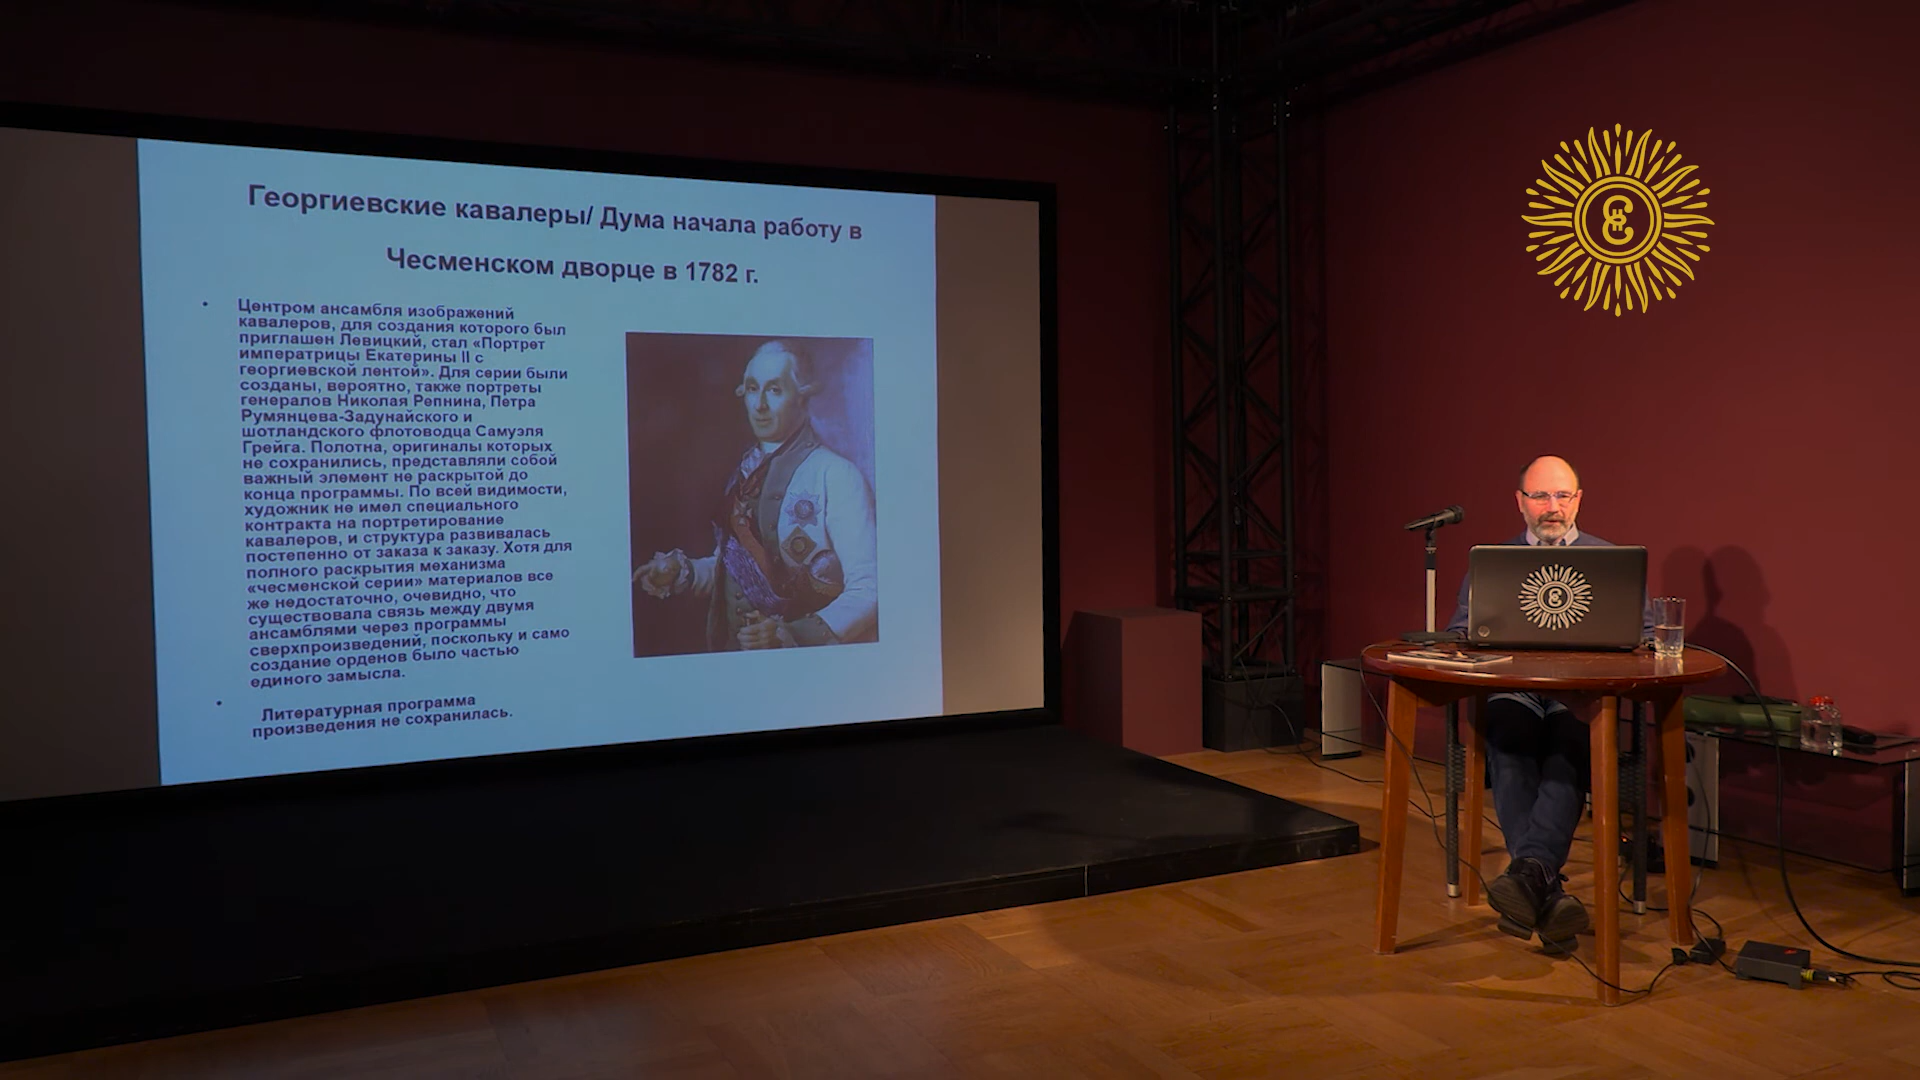 Георгиевские кавалеры/ Дума начала работу в
Чесменском дворце в 1782 г.
• Центром ансамбля изображений
кавалеров, для создания которого был
приглашен Левицкий, стал «Портрет
императрицы Екатерины II с
георгиевской лентой». Для серии были
созданы, вероятно, также портреты
генералов Николая Репнина, Петра
Румянцева-Задунайского и
шотландского флотоводца Самуэля
Грейга. Полотна, оригиналы которых
не сохранились, представляли собой
важный элемент не раскрытой до
конца программы. По всей видимости,
художник не имел специального
контракта на портретирование
кавалеров, и структура развивалась
постепенно от заказа к заказу. Хотя для
полного раскрытия механизма
«чесменской серии» материалов все
же недостаточно, очевидно, что
существовала связь между двумя
ансамблями через программы
сверхпроизведений, поскольку и само
создание орденов было частью
единого замысла.
• Литературная программа
произведения не сохранилась.